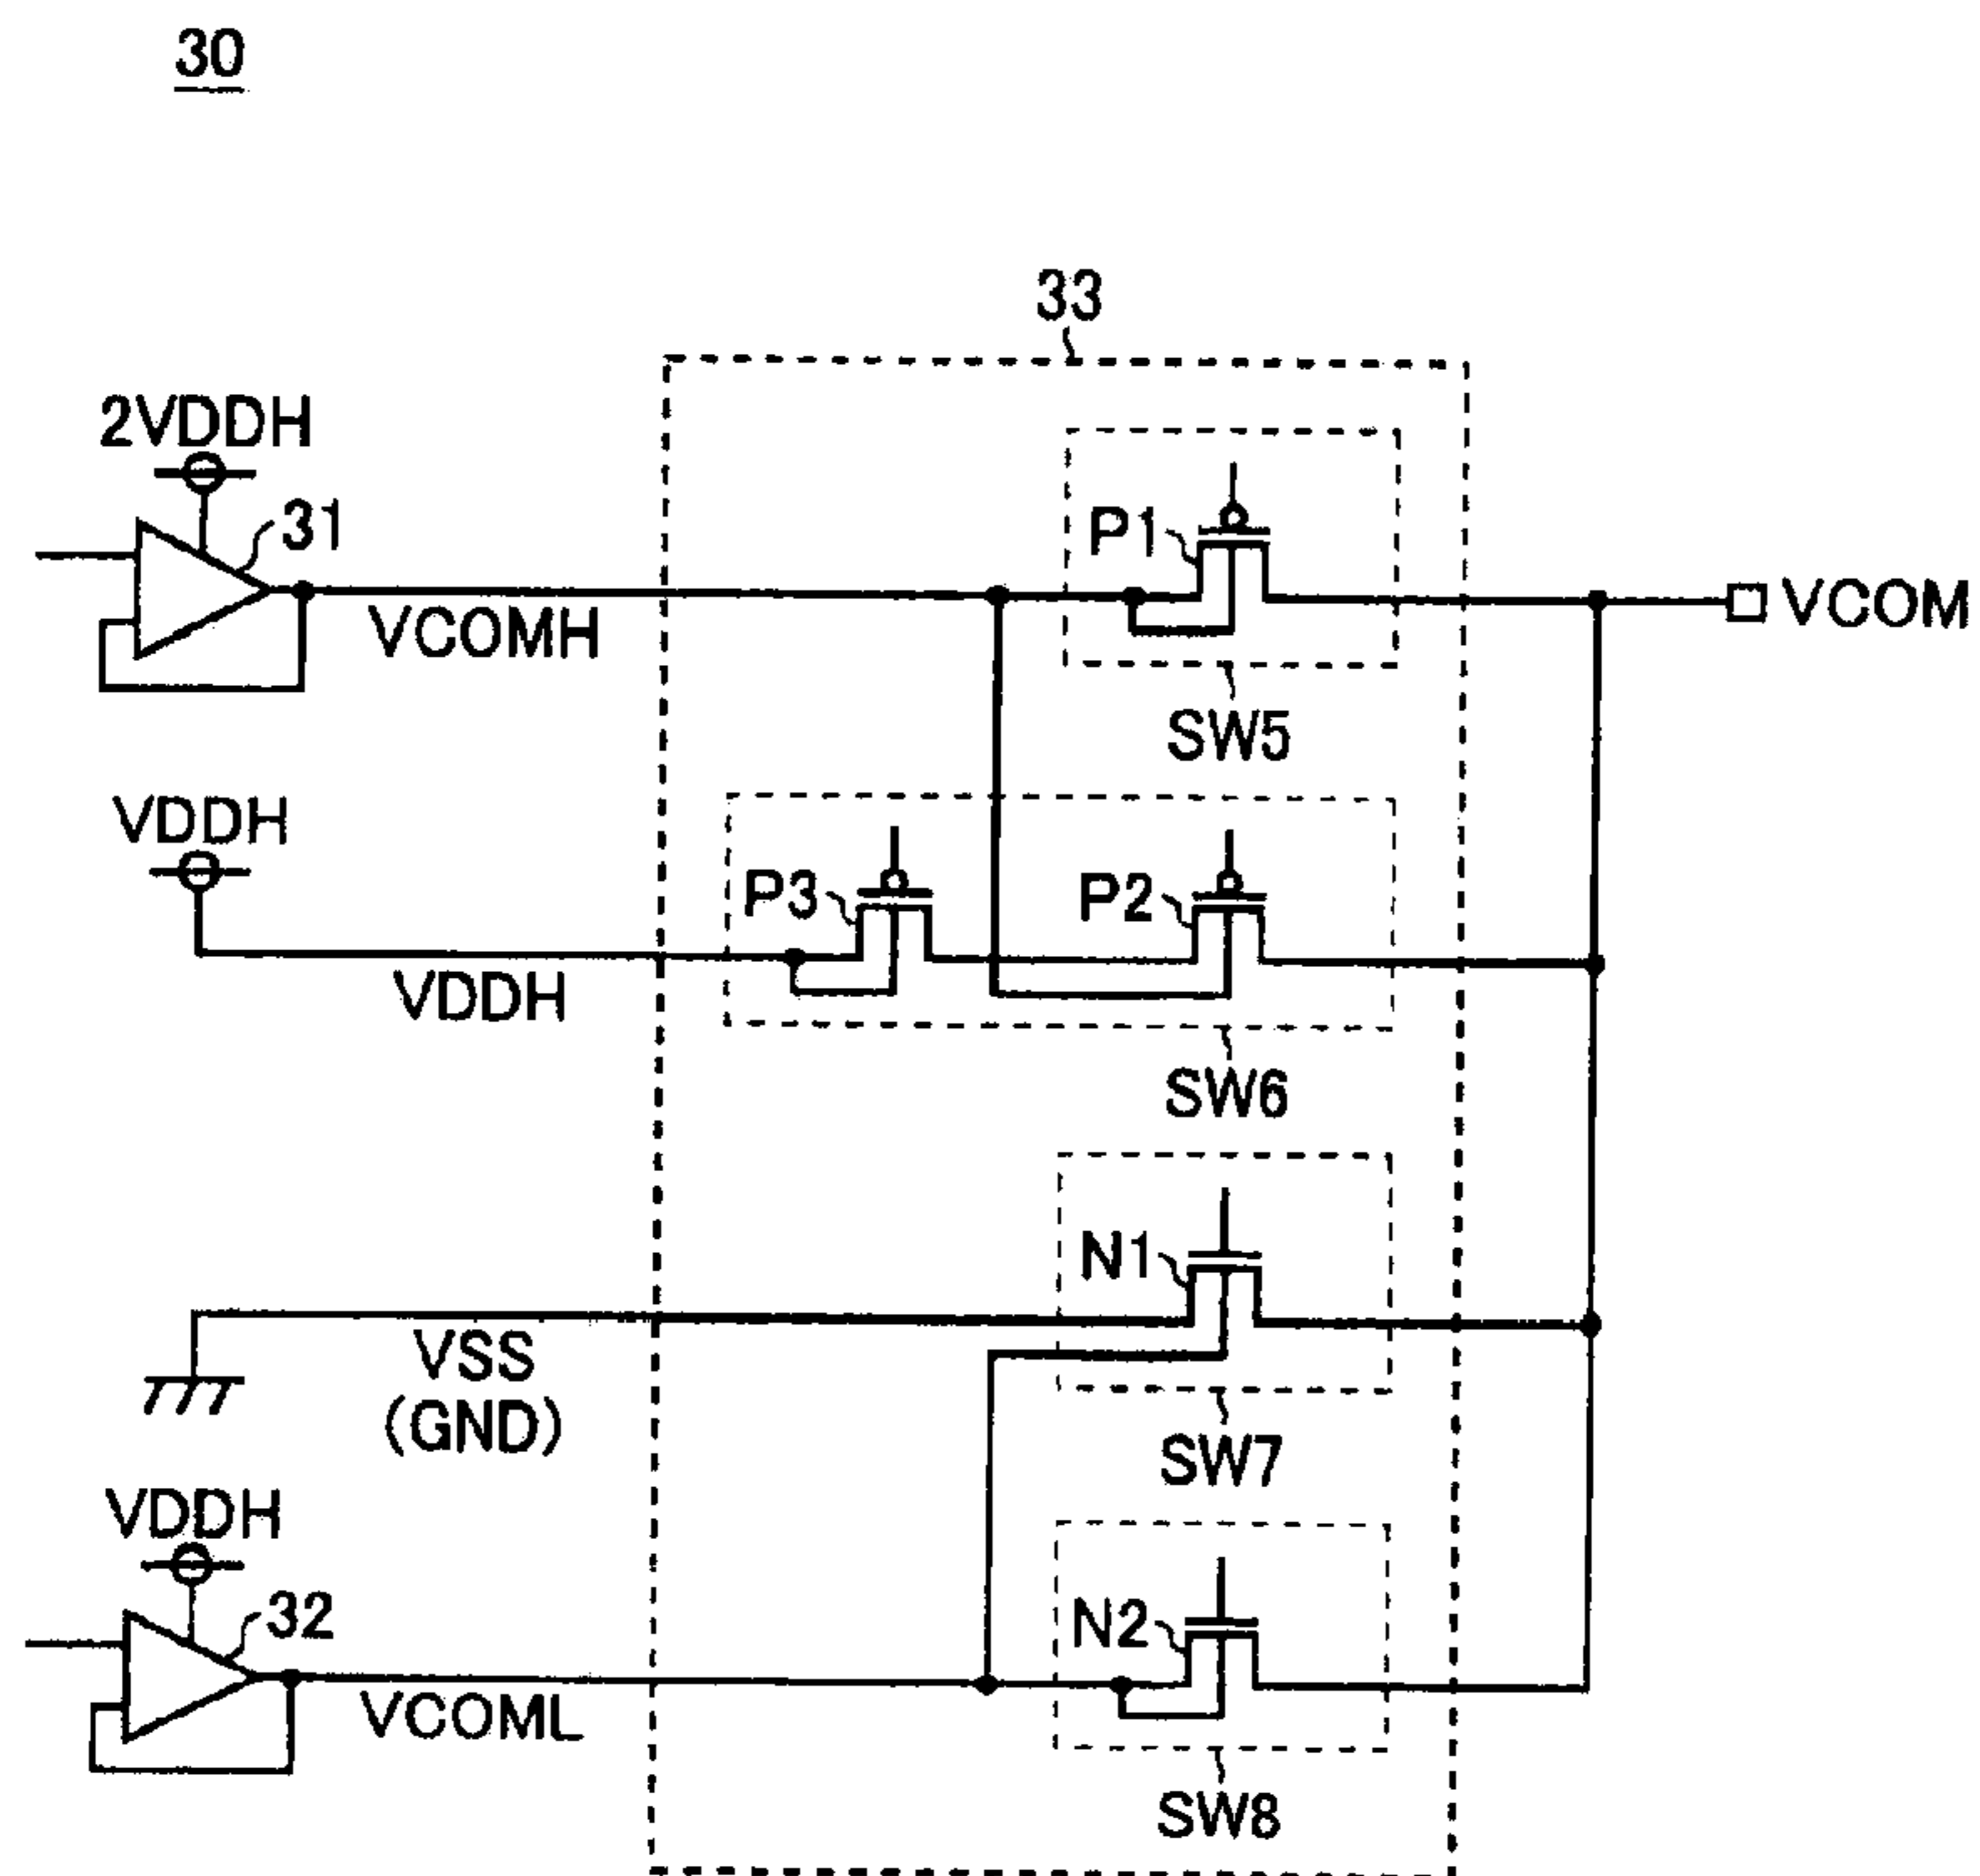 30
33
2VDDH
31
P1
VCOMH
VCOM
SW5
VDDH
P3
P2
VDDH
SW6
N1
VSS
(GND)
SW7
VDDH
32
N2
VCOML
SW8